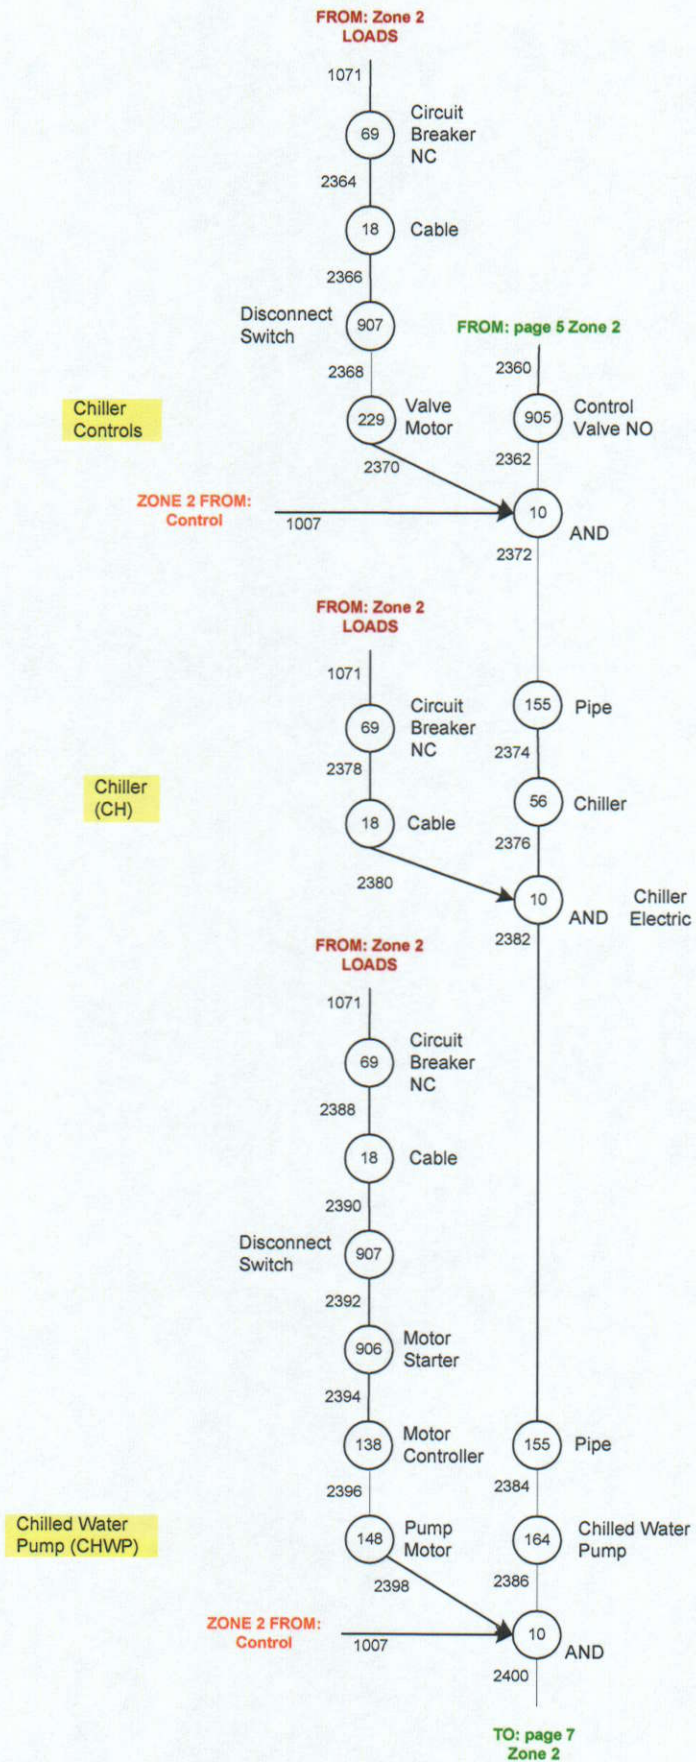 FROM: Zone 2
LOADS
1071
69
Circuit
Breaker
NC
2364
18
Cable
2366
Disconnect
Switch
907
FROM: page 5 Zone 2
2368
2360
Chiller
Controls
229
Valve
Motor
905
Control
Valve NO
2370
2362
ZONE 2 FROM:
Control
1007
10
AND
2372
FROM: Zone 2
LOADS
1071
69
Circuit
Breaker
NC
155
Pipe
2378
2374
Chiller
(CH)
18
Cable
56
Chiller
2380
2376
10
AND
Chiller
Electric
2382
FROM: Zone 2
LOADS
1071
69
Circuit
Breaker
NC
2388
18
Cable
2390
Disconnect
Switch
907
2392
906
Motor
Starter
2394
138
Motor
Controller
155
Pipe
2396
2384
Chilled Water
Pump (CHWP)
148
Pump
Motor
164
Chilled Water
Pump
2398
2386
ZONE 2 FROM:
Control
1007
10
AND
2400
TO: page 7
Zone 2